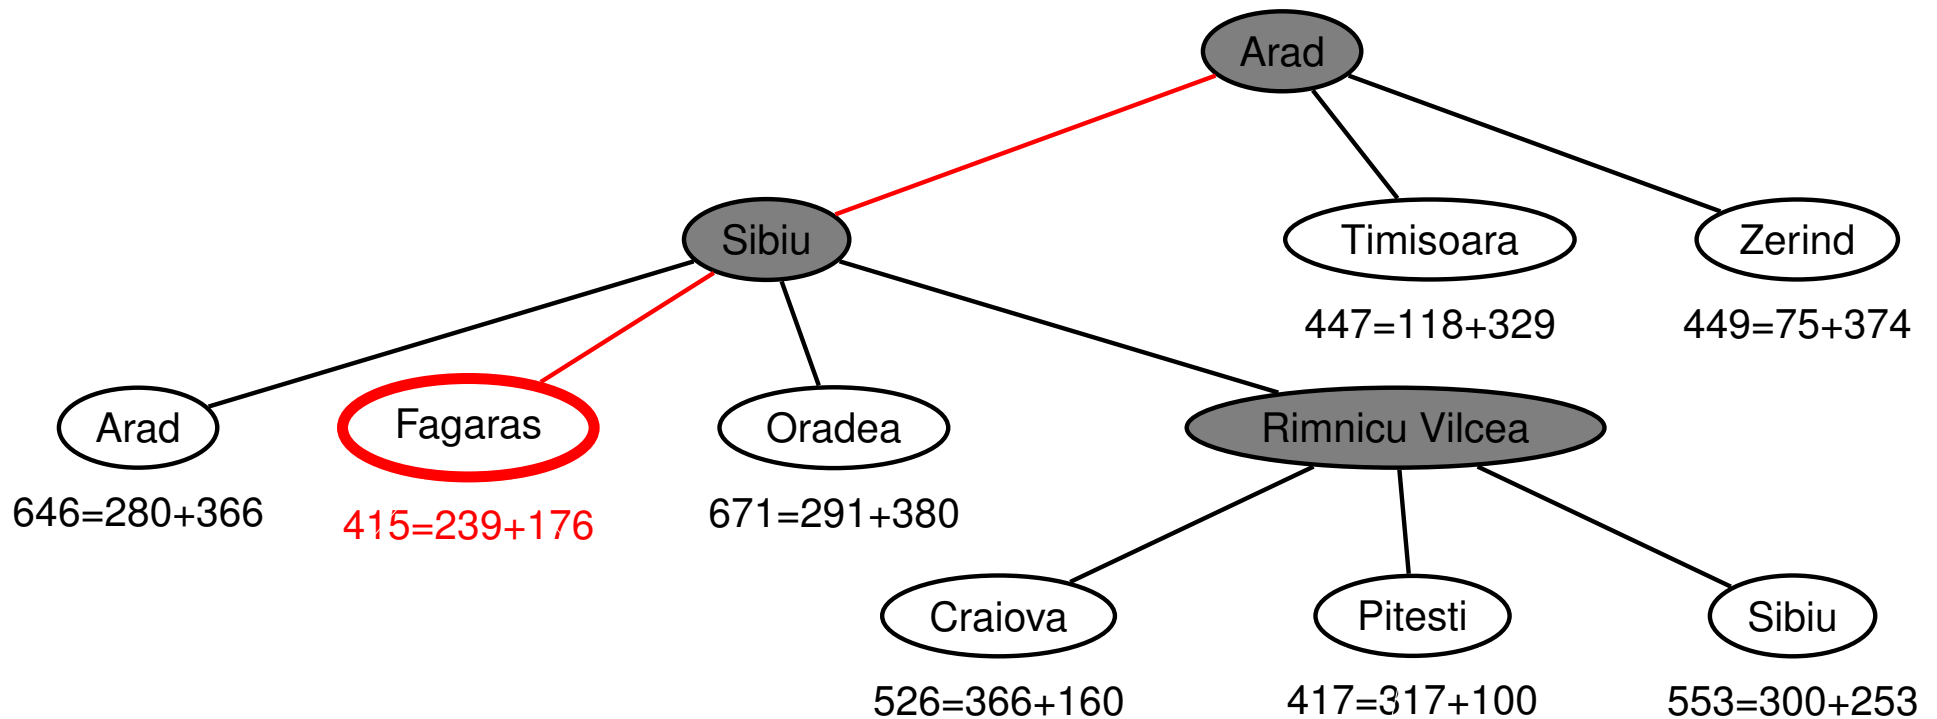 Arad
Sibiu
Timisoara
Zerind
447=118+329
449=75+374
Arad
Fagaras
Oradea
Rimnicu Vilcea
646=280+366
415=239+176
671=291+380
Craiova
Pitesti
Sibiu
526=366+160
417=317+100
553=300+253